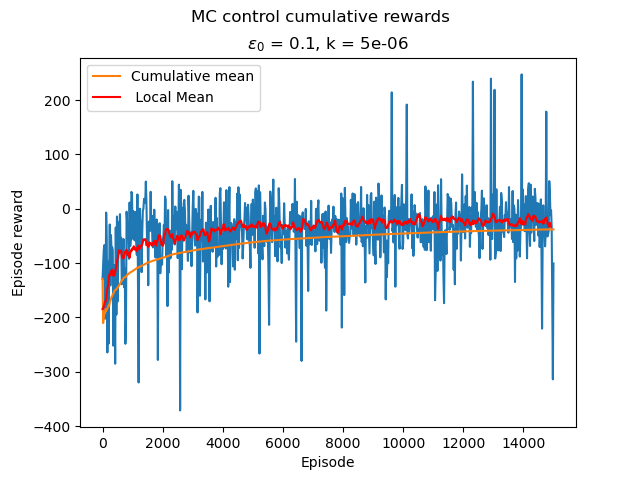 MC control cumulative rewards
ε₀ = 0.1, k = 5e-06
Cumulative mean
Local Mean
Episode reward
200
100
0
−100
−200
−300
−400
0 2000 4000 6000 8000 10000 12000 14000
Episode